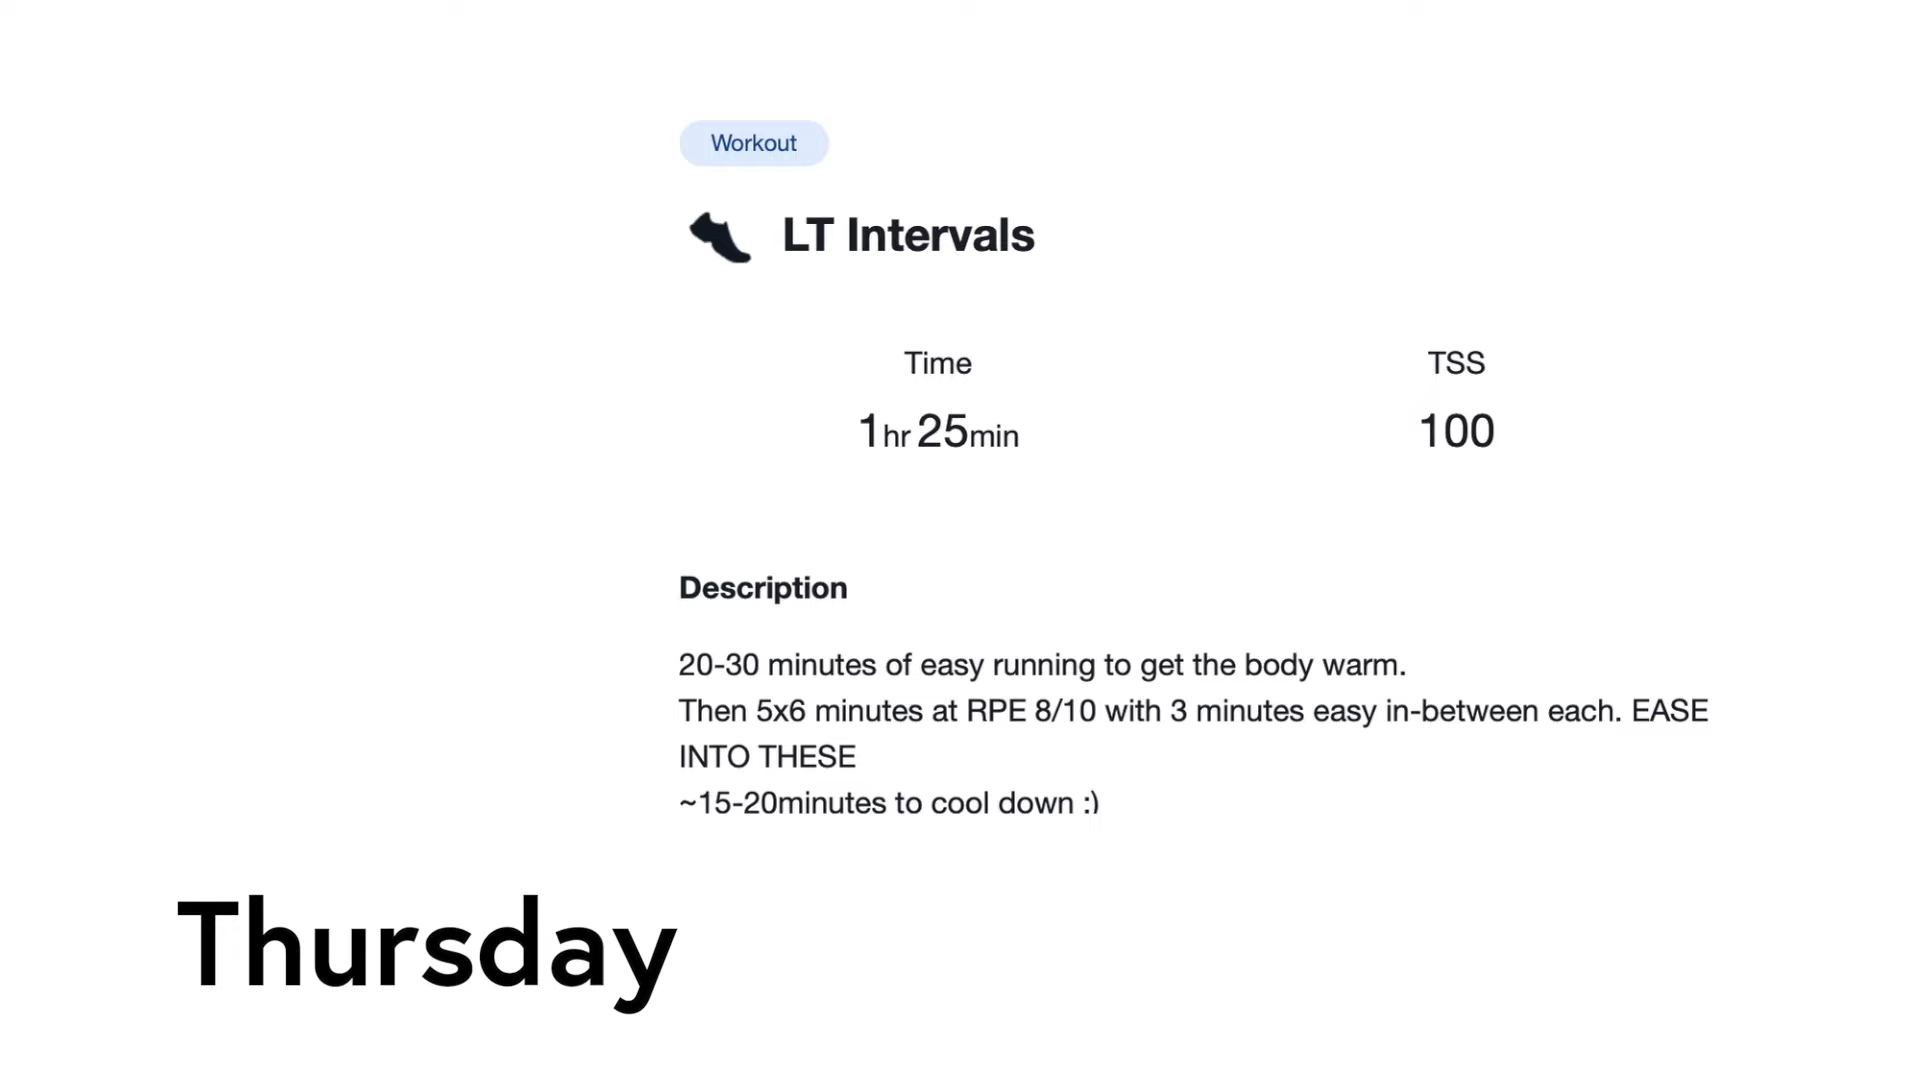 Workout
LT Intervals
Time
TSS
1hr 25min
100
Description
20-30 minutes of easy running to get the body warm.
Then 5x6 minutes at RPE 8/10 with 3 minutes easy in-between each. EASE
INTO THESE
~15-20minutes to cool down :)
Thursday